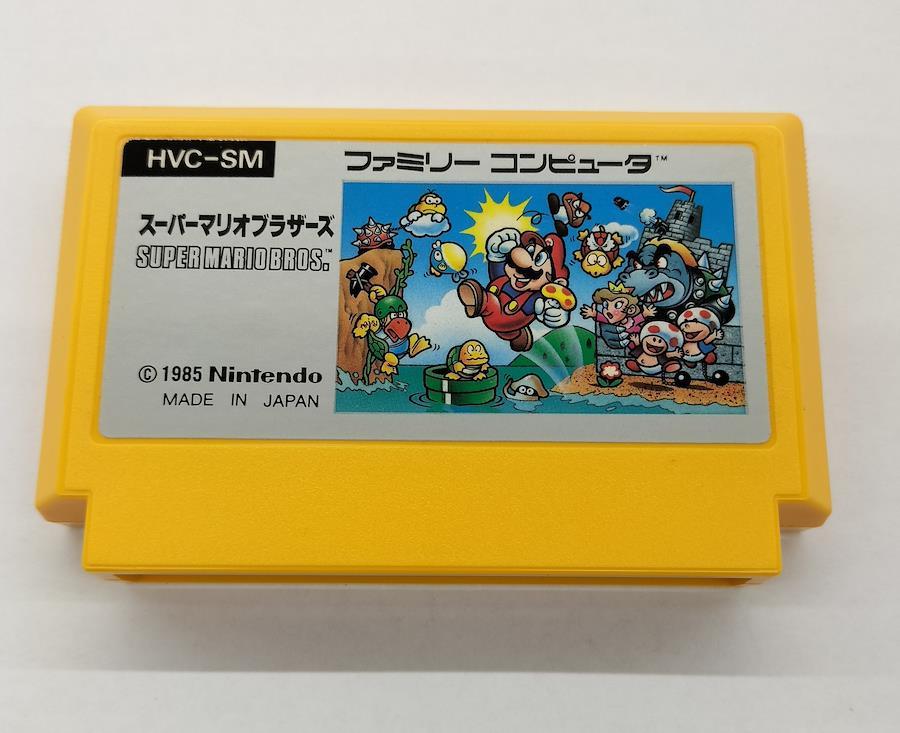 HVC-SM
ファミリー コンピュータ™
スーパーマリオブラザーズ
SUPER MARIO BROS.™
© 1985 Nintendo
MADE IN JAPAN